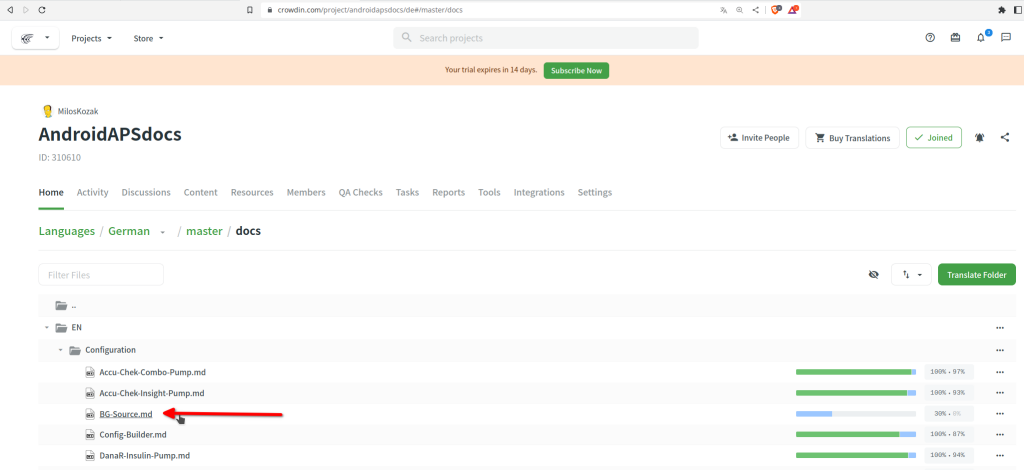 crowdin.com/project/androidapsdocs/de#/master/docs
Projects Store Search projects
Your trial expires in 14 days. Subscribe Now
MilosKozak
AndroidAPSdocs
ID: 310610
Invite People Buy Translations Joined
Home Activity Discussions Content Resources Members QA Checks Tasks Reports Tools Integrations Settings
Languages / German / master / docs
Filter Files Translate Folder
..
EN
Configuration
Accu-Chek-Combo-Pump.md 100% • 97%
Accu-Chek-Insight-Pump.md 100% • 93%
BG-Source.md 30% • 0%
Config-Builder.md 100% • 87%
DanaR-Insulin-Pump.md 100% • 94%